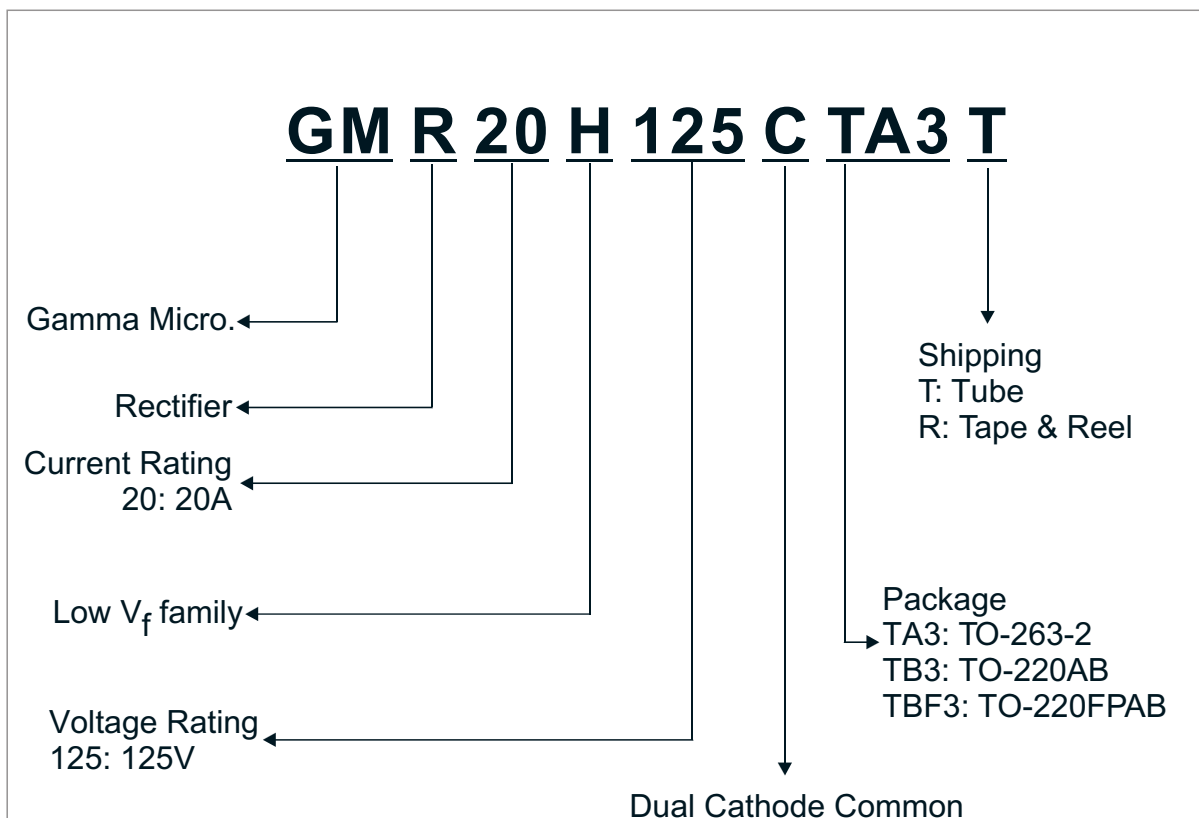 GM R 20 H 125 C TA3 T
Gamma Micro.
Rectifier
Current Rating
20: 20A
Low Vf family
Voltage Rating
125: 125V
Shipping
T: Tube
R: Tape & Reel
Package
TA3: TO-263-2
TB3: TO-220AB
TBF3: TO-220FPAB
Dual Cathode Common